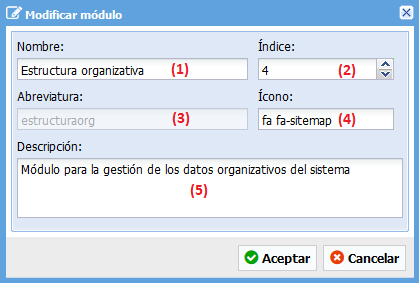 Modificar módulo
Nombre: Índice:
Estructura organizativa (1) 4 (2)
Abreviatura: Ícono:
estructuraorg (3) fa fa-sitemap (4)
Descripción:
Módulo para la gestión de los datos organizativos del sistema
(5)
Aceptar Cancelar